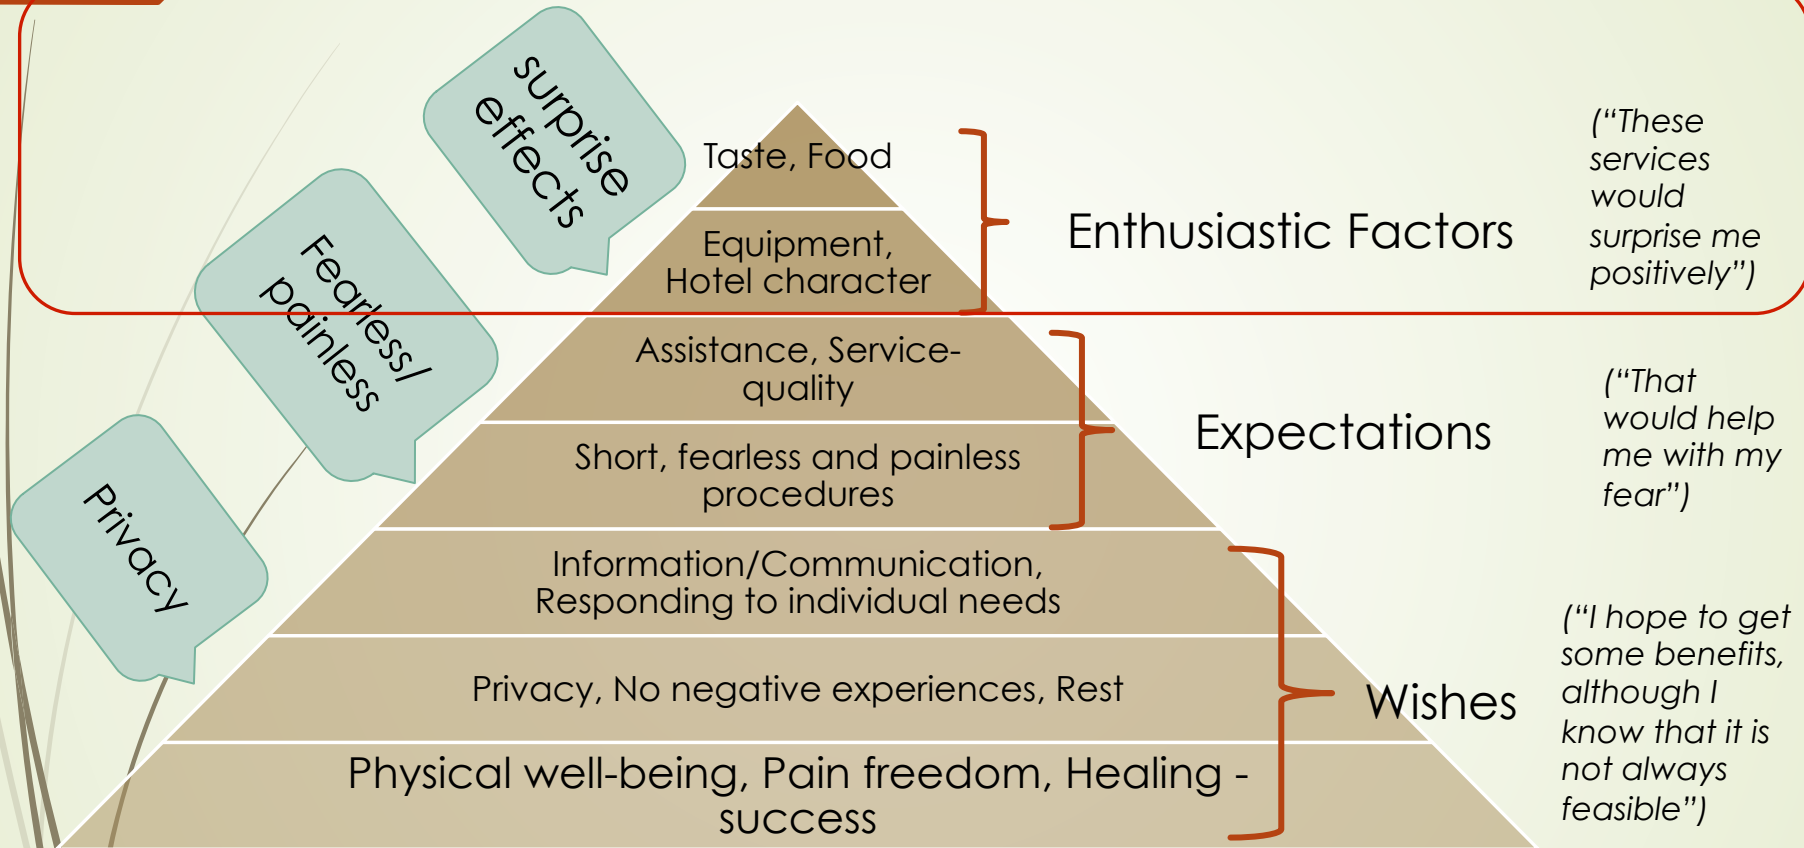 surprise
effects
Fearless/
painless
Privacy
Taste, Food
Equipment,
Hotel character
Enthusiastic Factors
(“These
services
would
surprise me
positively”)
Assistance, Service-
quality
Short, fearless and painless
procedures
Expectations
(“That
would help
me with my
fear”)
Information/Communication,
Responding to individual needs
Privacy, No negative experiences, Rest
Physical well-being, Pain freedom, Healing -
success
Wishes
(“I hope to get
some benefits,
although I
know that it is
not always
feasible”)